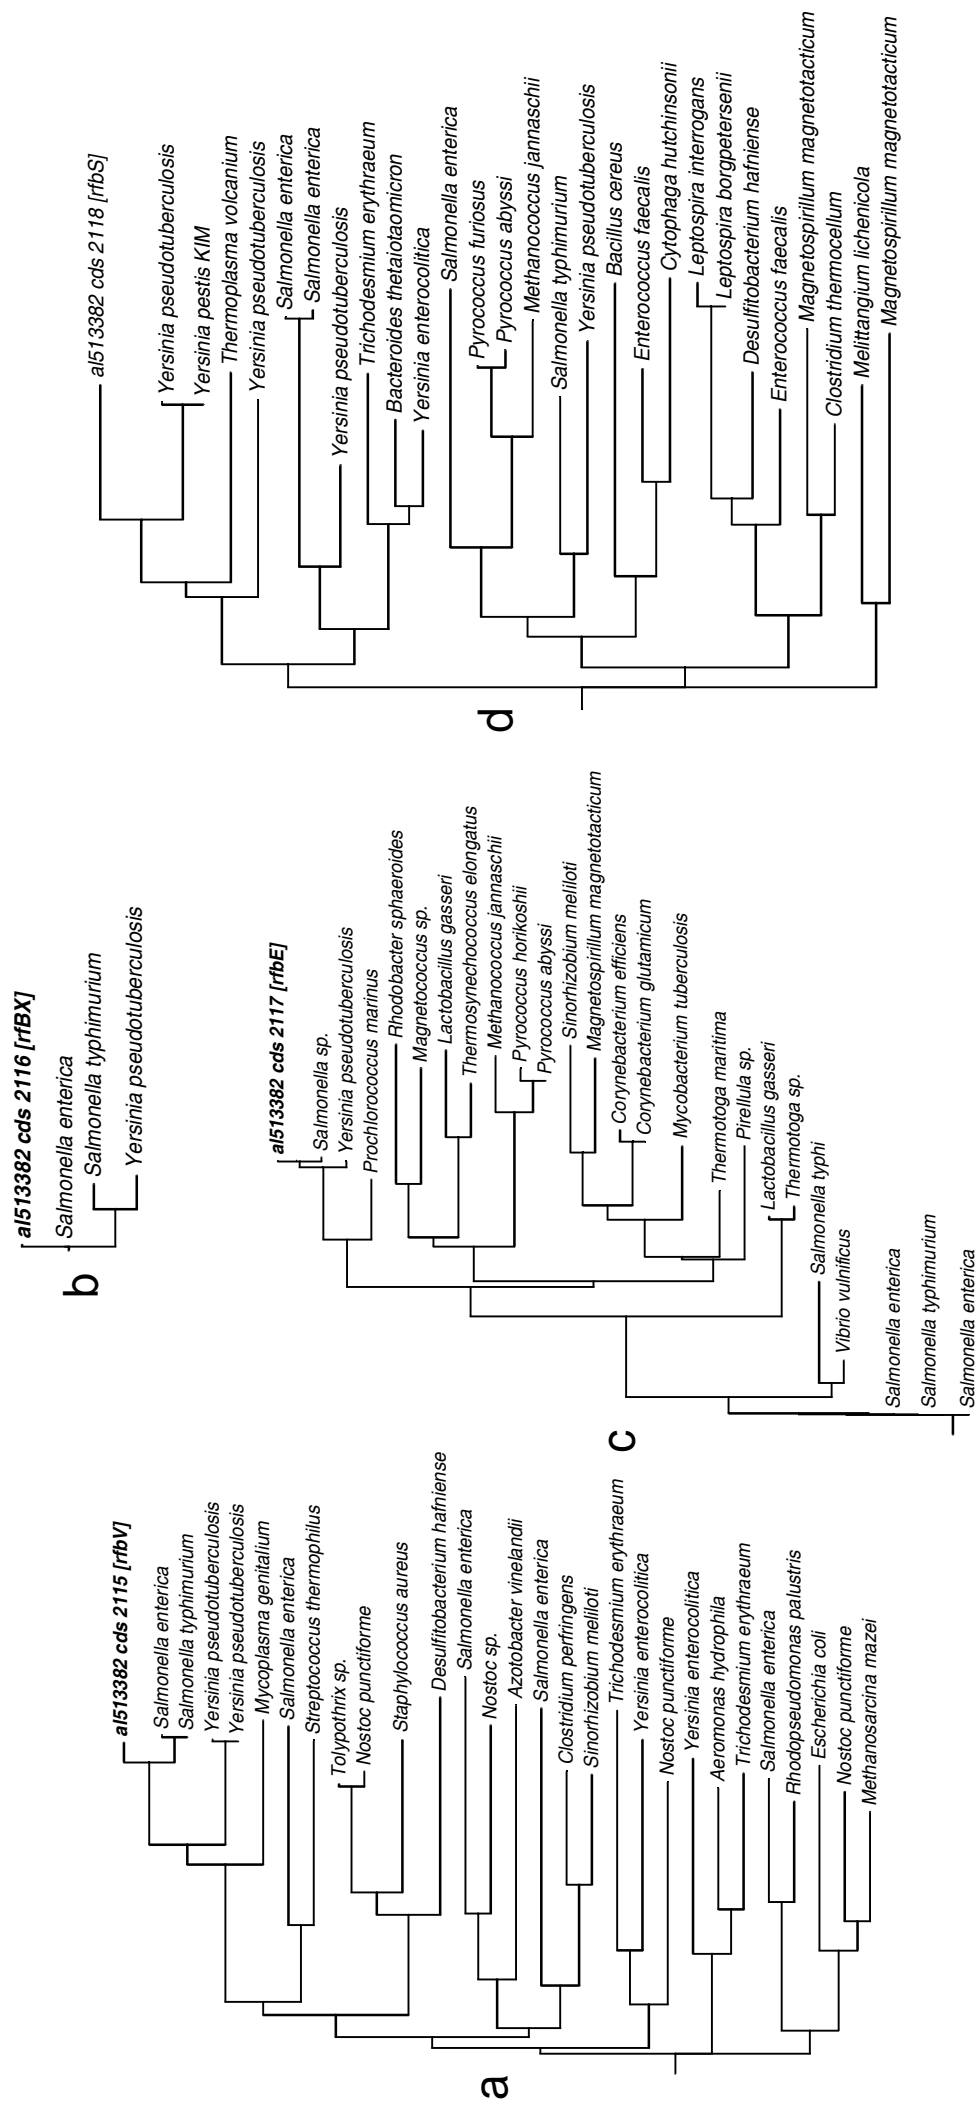 a
al513382 cds 2115 [rfbV]
Salmonella enterica
Salmonella typhimurium
Yersinia pseudotuberculosis
Yersinia pseudotuberculosis
Mycoplasma genitalium
Salmonella enterica
Streptococcus thermophilus
Tolypothrix sp.
Nostoc punctiforme
Staphylococcus aureus
Desulfitobacterium hafniense
Salmonella enterica
Nostoc sp.
Azotobacter vinelandii
Salmonella enterica
Clostridium perfringens
Sinorhizobium meliloti
Trichodesmium erythraeum
Yersinia enterocolitica
Nostoc punctiforme
Yersinia enterocolitica
Aeromonas hydrophila
Trichodesmium erythraeum
Salmonella enterica
Rhodopseudomonas palustris
Escherichia coli
Nostoc punctiforme
Methanosarcina mazei
b
al513382 cds 2116 [rfBX]
Salmonella enterica
Salmonella typhimurium
Yersinia pseudotuberculosis
c
al513382 cds 2117 [rfbE]
Salmonella sp.
Yersinia pseudotuberculosis
Prochlorococcus marinus
Rhodobacter sphaeroides
Magnetococcus sp.
Lactobacillus gasseri
Thermosynechococcus elongatus
Methanococcus jannaschii
Pyrococcus horikoshii
Pyrococcus abyssi
Sinorhizobium meliloti
Magnetospirillum magnetotacticum
Corynebacterium efficiens
Corynebacterium glutamicum
Mycobacterium tuberculosis
Thermotoga maritima
Pirellula sp.
Lactobacillus gasseri
Thermotoga sp.
Salmonella typhi
Vibrio vulnificus
Salmonella enterica
Salmonella typhimurium
Salmonella enterica
d
al513382 cds 2118 [rfbS]
Yersinia pseudotuberculosis
Yersinia pestis KIM
Thermoplasma volcanium
Yersinia pseudotuberculosis
Salmonella enterica
Salmonella enterica
Yersinia pseudotuberculosis
Trichodesmium erythraeum
Bacteroides thetaiotaomicron
Yersinia enterocolitica
Salmonella enterica
Pyrococcus furiosus
Pyrococcus abyssi
Methanococcus jannaschii
Salmonella typhimurium
Yersinia pseudotuberculosis
Bacillus cereus
Enterococcus faecalis
Cytophaga hutchinsonii
Leptospira interrogans
Leptospira borgpetersenii
Desulfitobacterium hafniense
Enterococcus faecalis
Magnetospirillum magnetotacticum
Clostridium thermocellum
Melittangium lichenicola
Magnetospirillum magnetotacticum